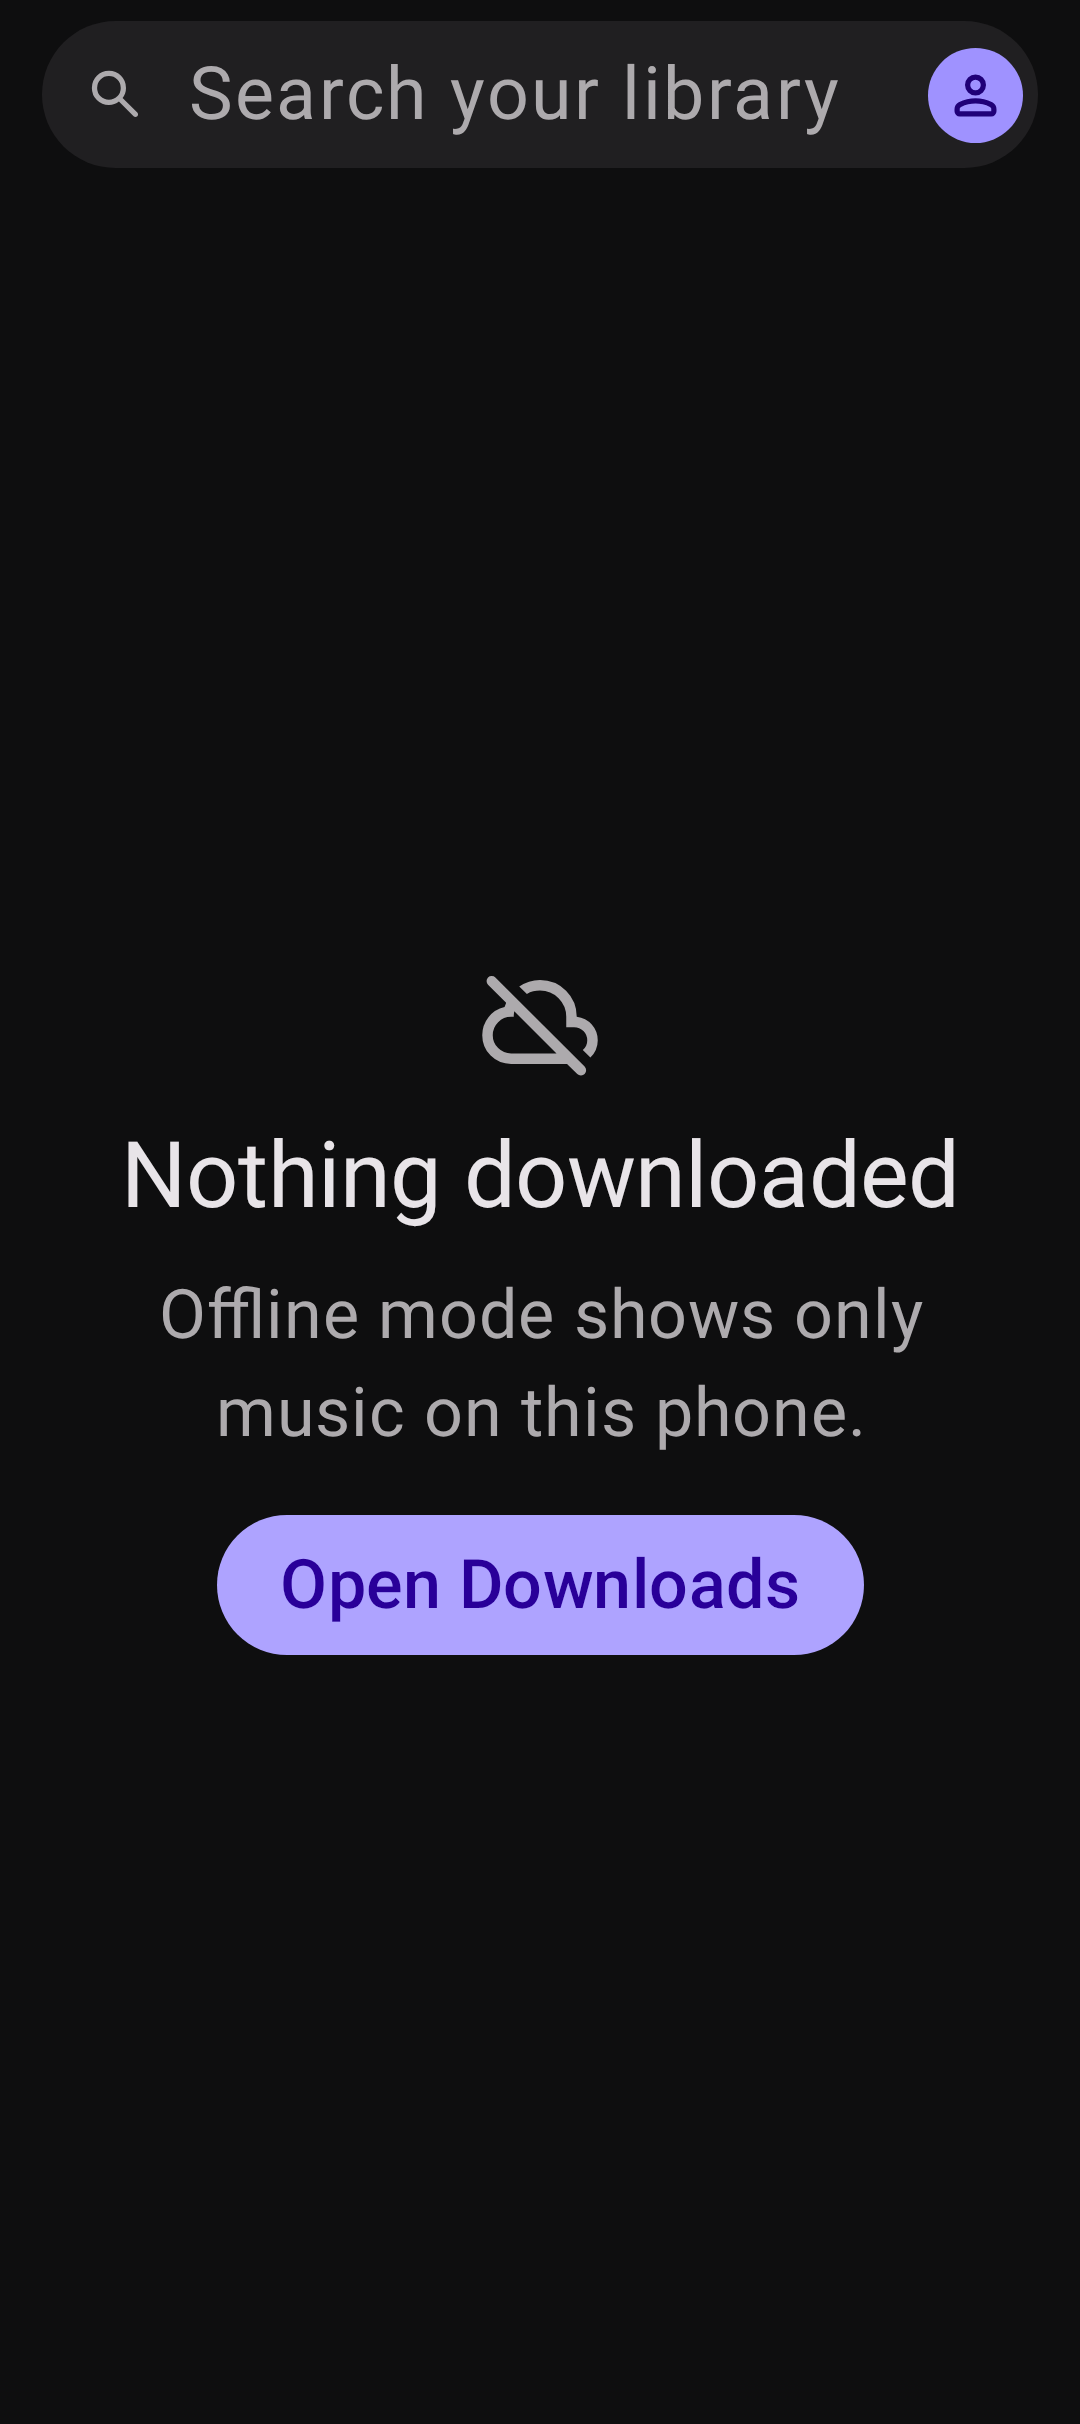 Search your library
Nothing downloaded
Offline mode shows only
music on this phone.
Open Downloads